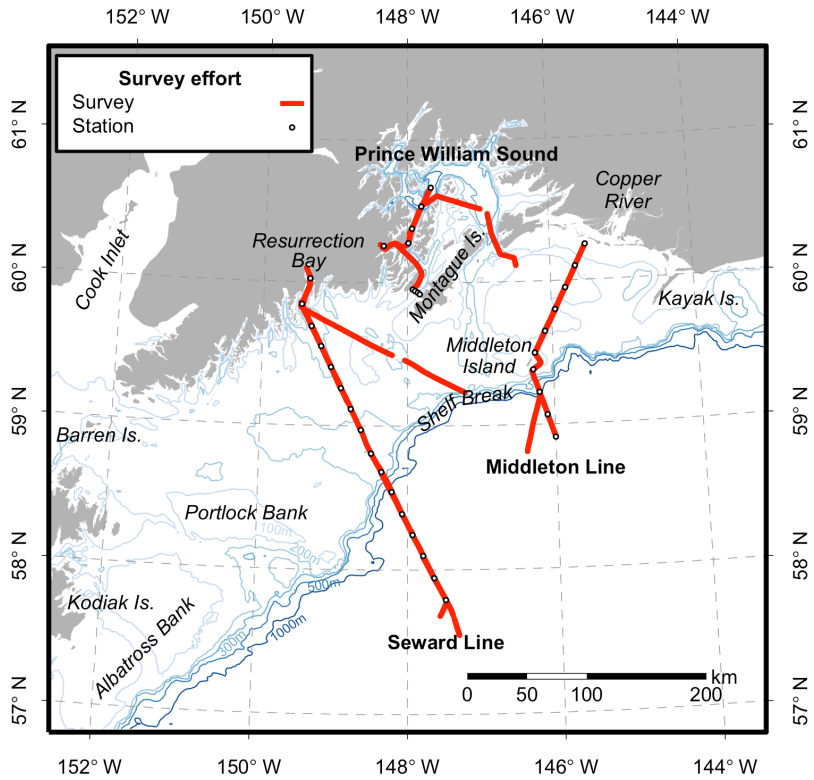 152° W 150° W 148° W 146° W 144° W
61° N 61° N
Survey effort
Survey
Station
Prince William Sound
Copper
River
Resurrection
Bay
Cook Inlet
Montague Is.
60° N 60° N
Kayak Is.
Middleton
Island
Shelf Break
59° N 59° N
Barren Is.
Middleton Line
Portlock Bank
100m
200m
58° N 58° N
500m
Kodiak Is.
Albatross Bank
300m
1000m
Seward Line
km
0 50 100 200
57° N 57° N
152° W 150° W 148° W 146° W 144° W